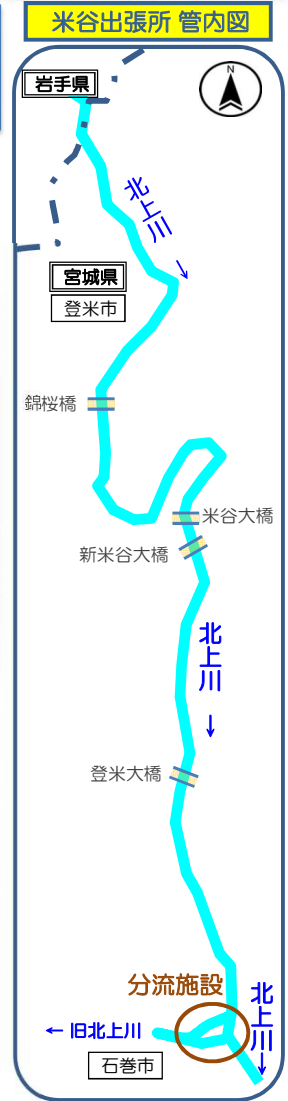 米谷出張所 管内図
N
岩手県
北上川
↓
宮城県
登米市
錦桜橋
米谷大橋
新米谷大橋
北上川
↓
登米大橋
分流施設
北上川
↓
← 旧北上川
石巻市